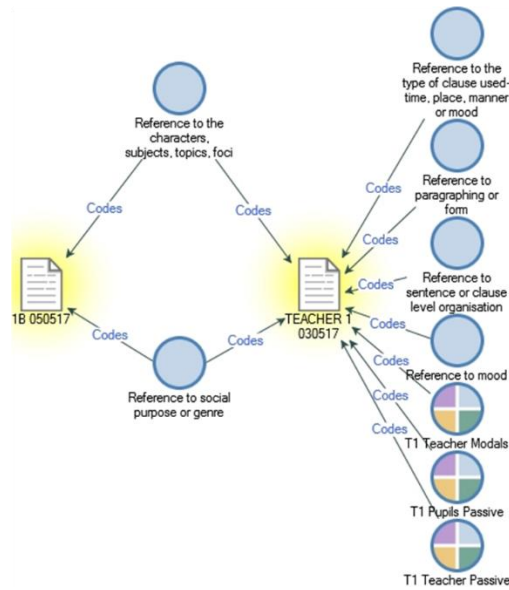 Reference to the
characters,
subjects, topics, foci
Codes
Codes
1B 050517
Codes
Codes
Reference to social
purpose or genre
TEACHER 1
030517
Reference to the
type of clause used-
time, place, manner
or mood
Codes
Reference to
paragraphing or
form
Codes
Reference to
sentence or clause
level organisation
Codes
Codes
Reference to mood
Codes
T1 Teacher Modals
Codes
T1 Pupils Passive
Codes
T1 Teacher Passive